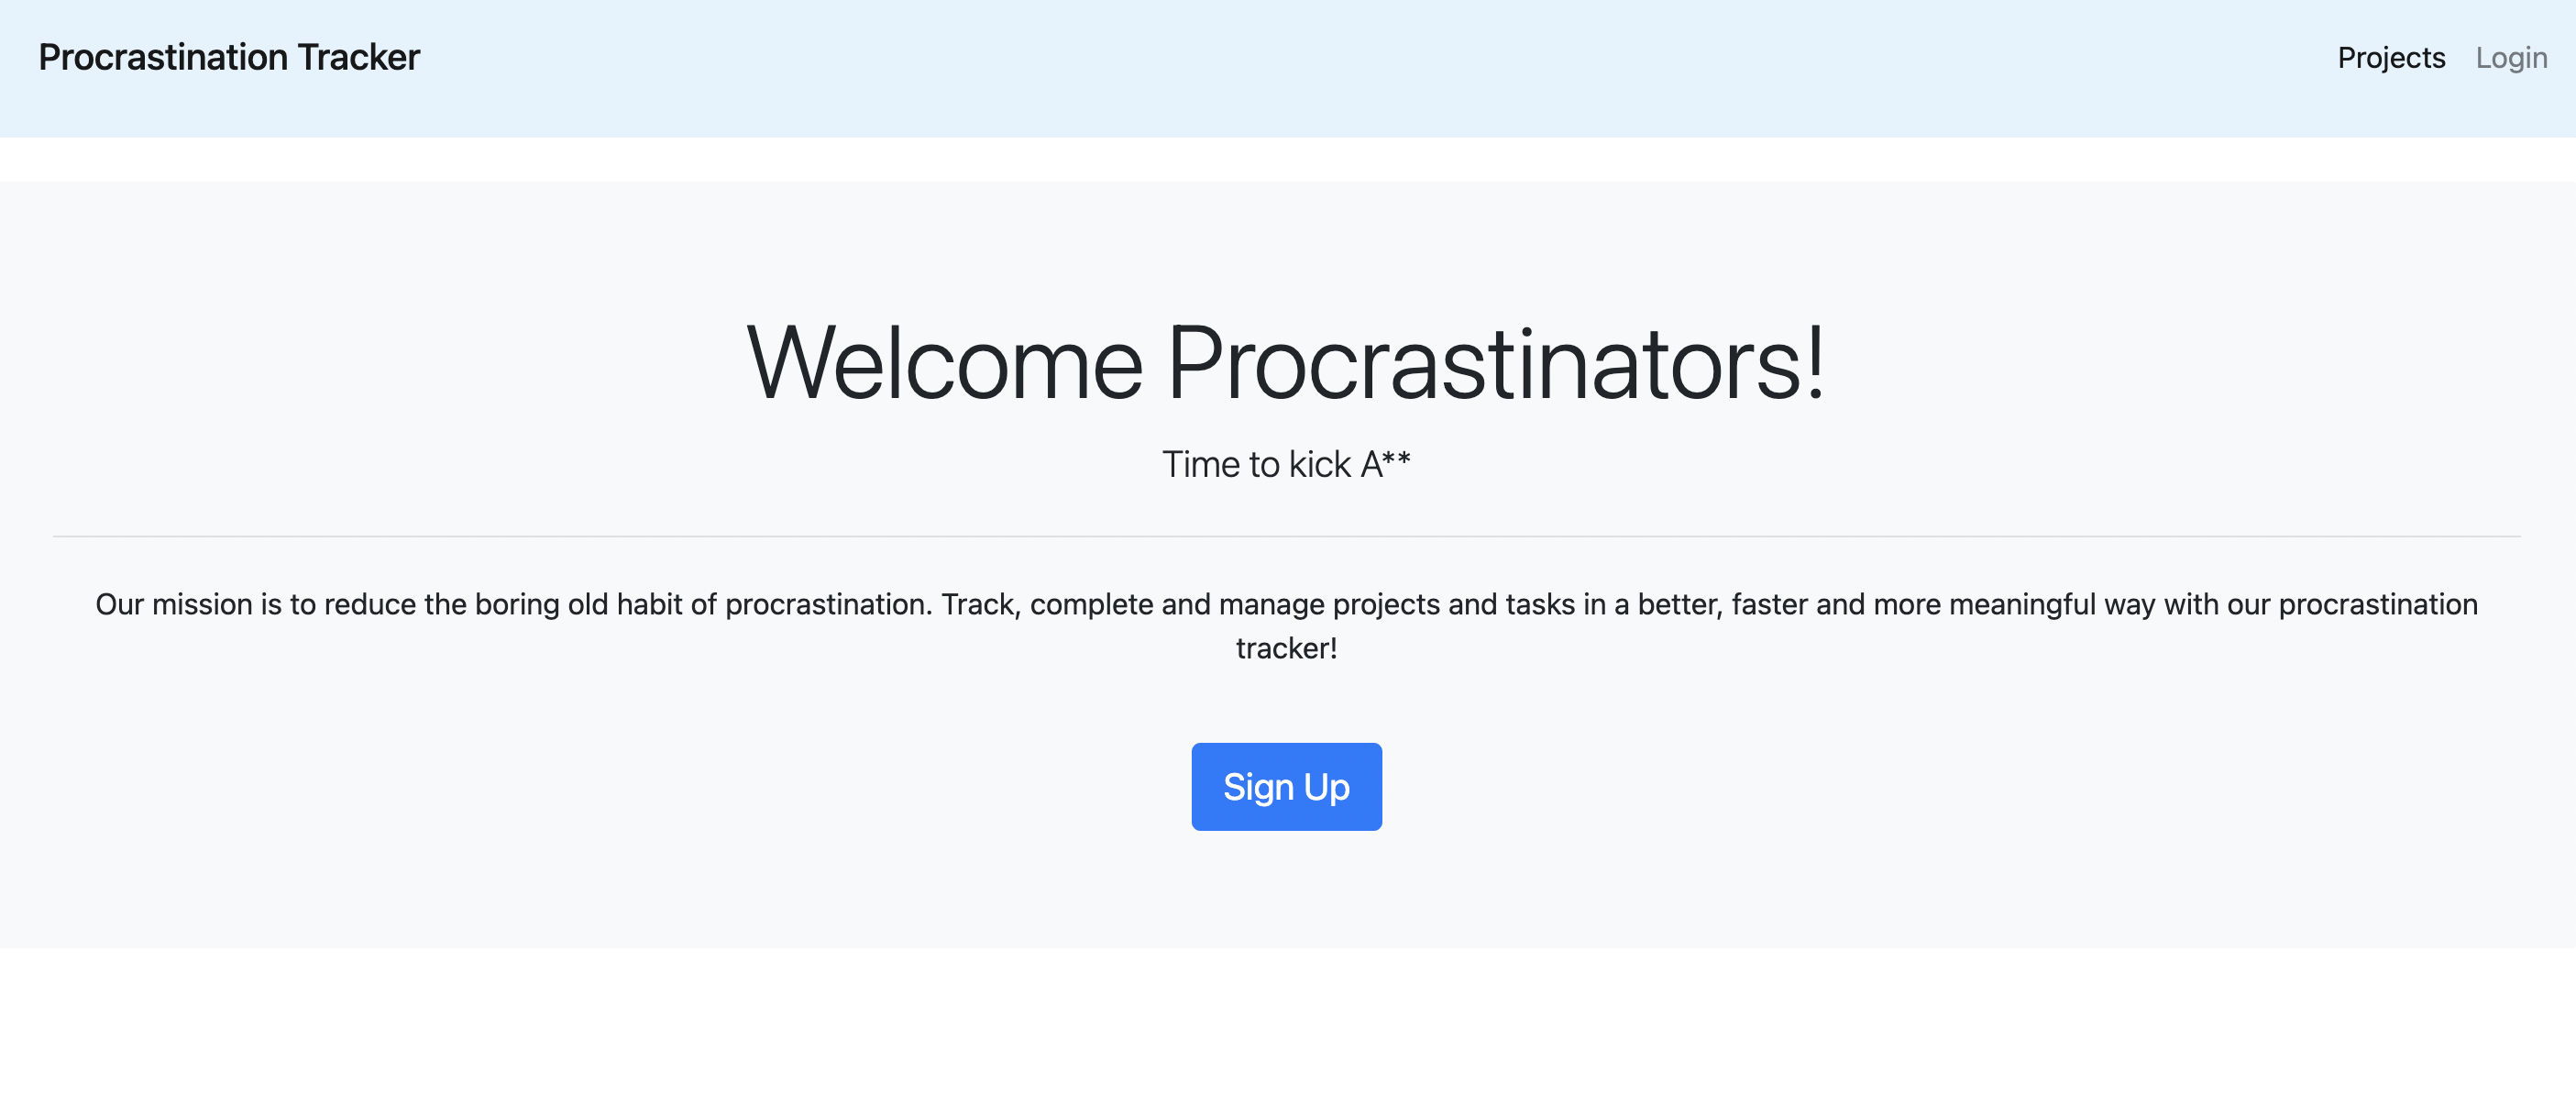 Procrastination Tracker
Projects
Login
Welcome Procrastinators!
Time to kick A**
Our mission is to reduce the boring old habit of procrastination. Track, complete and manage projects and tasks in a better, faster and more meaningful way with our procrastination
tracker!
Sign Up